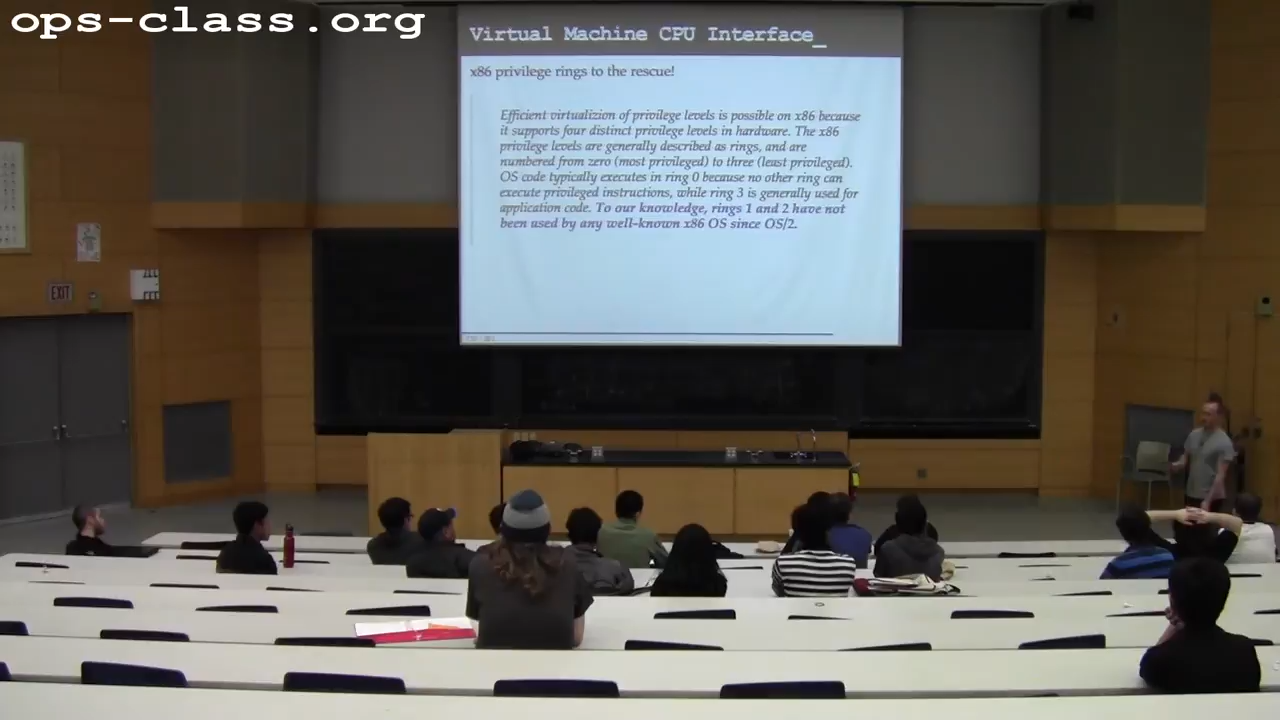 ops-class.org
Virtual Machine CPU Interface_
x86 privilege rings to the rescue!
Efficient virtualizion of privilege levels is possible on x86 because
it supports four distinct privilege levels in hardware. The x86
privilege levels are generally described as rings, and are
numbered from zero (most privileged) to three (least privileged).
OS code typically executes in ring 0 because no other ring can
execute privileged instructions, while ring 3 is generally used for
application code. To our knowledge, rings 1 and 2 have not
been used by any well-known x86 OS since OS/2.
EXIT